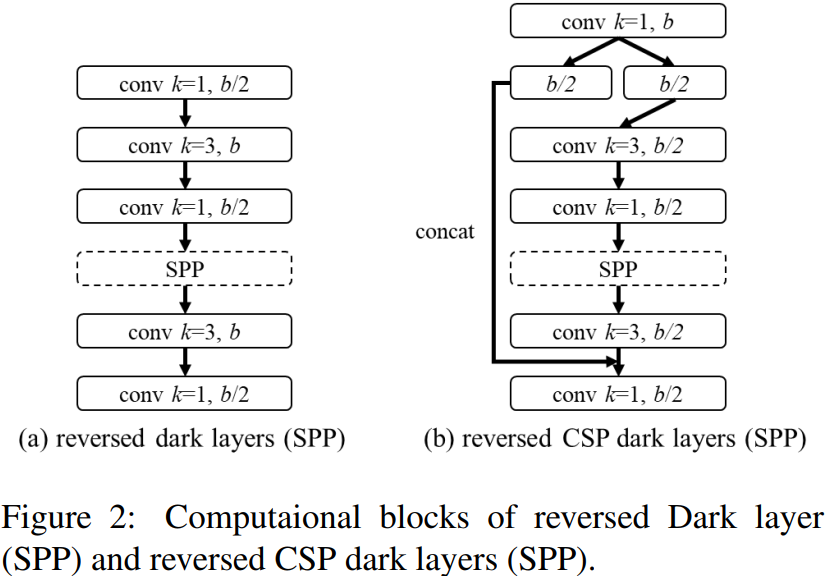 conv k=1, b/2
conv k=3, b
conv k=1, b/2
SPP
conv k=3, b
conv k=1, b/2
(a) reversed dark layers (SPP)
conv k=1, b
b/2 b/2
conv k=3, b/2
conv k=1, b/2
concat
SPP
conv k=3, b/2
conv k=1, b/2
(b) reversed CSP dark layers (SPP)
Figure 2: Computaional blocks of reversed Dark layer
(SPP) and reversed CSP dark layers (SPP).